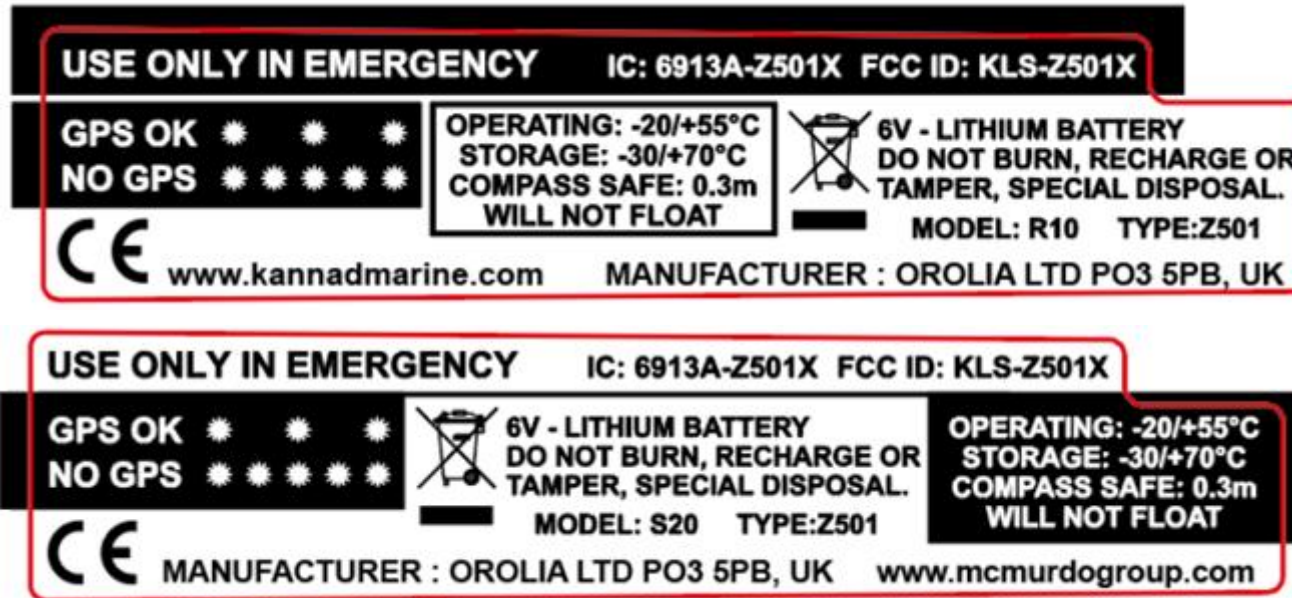 USE ONLY IN EMERGENCY IC: 6913A-Z501X FCC ID: KLS-Z501X
GPS OK
NO GPS
OPERATING: -20/+55°C
STORAGE: -30/+70°C
COMPASS SAFE: 0.3m
WILL NOT FLOAT
6V - LITHIUM BATTERY
DO NOT BURN, RECHARGE OR
TAMPER, SPECIAL DISPOSAL.
MODEL: R10 TYPE:Z501
CE www.kannadmarine.com MANUFACTURER : OROLIA LTD PO3 5PB, UK
USE ONLY IN EMERGENCY IC: 6913A-Z501X FCC ID: KLS-Z501X
GPS OK
NO GPS
6V - LITHIUM BATTERY
DO NOT BURN, RECHARGE OR
TAMPER, SPECIAL DISPOSAL.
MODEL: S20 TYPE:Z501
OPERATING: -20/+55°C
STORAGE: -30/+70°C
COMPASS SAFE: 0.3m
WILL NOT FLOAT
CE MANUFACTURER : OROLIA LTD PO3 5PB, UK www.mcmurdogroup.com